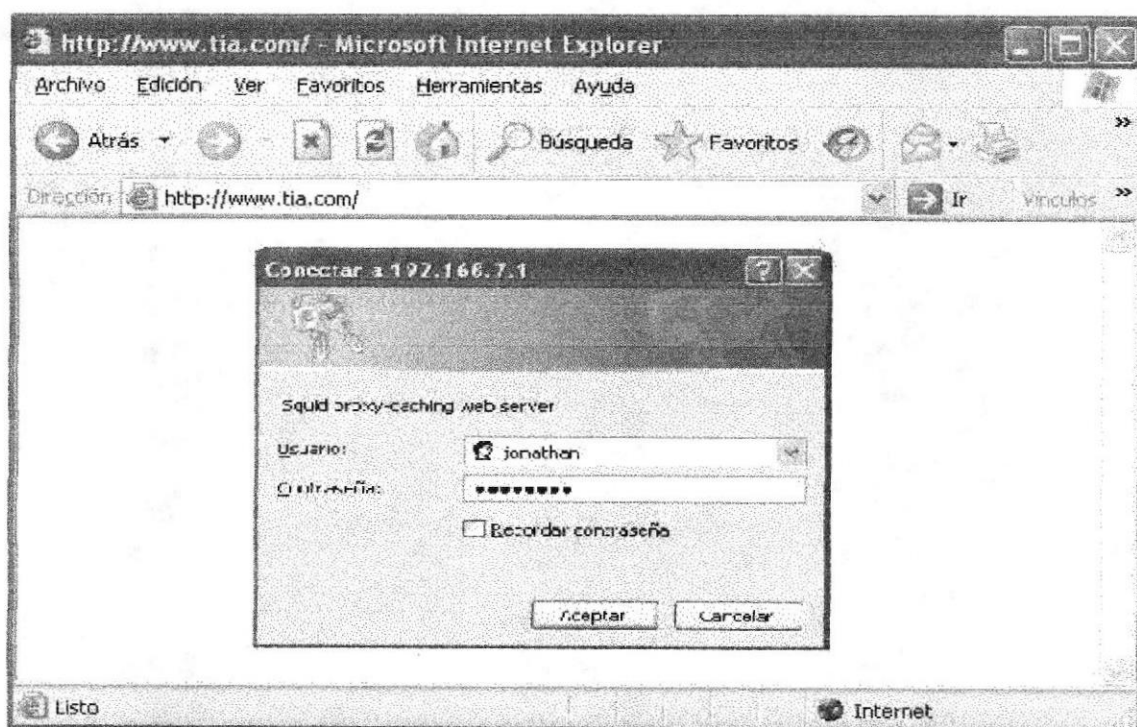 http://www.tia.com/ - Microsoft Internet Explorer
Archivo Edición Ver Favoritos Herramientas Ayuda
Atrás Búsqueda Favoritos »
Dirección http://www.tia.com/ Ir Vínculos »
Conectar a 192.168.7.1
Squid proxy-caching web server
Usuario: jonathan
Contraseña: ••••••••
Recordar contraseña
Aceptar Cancelar
Listo Internet